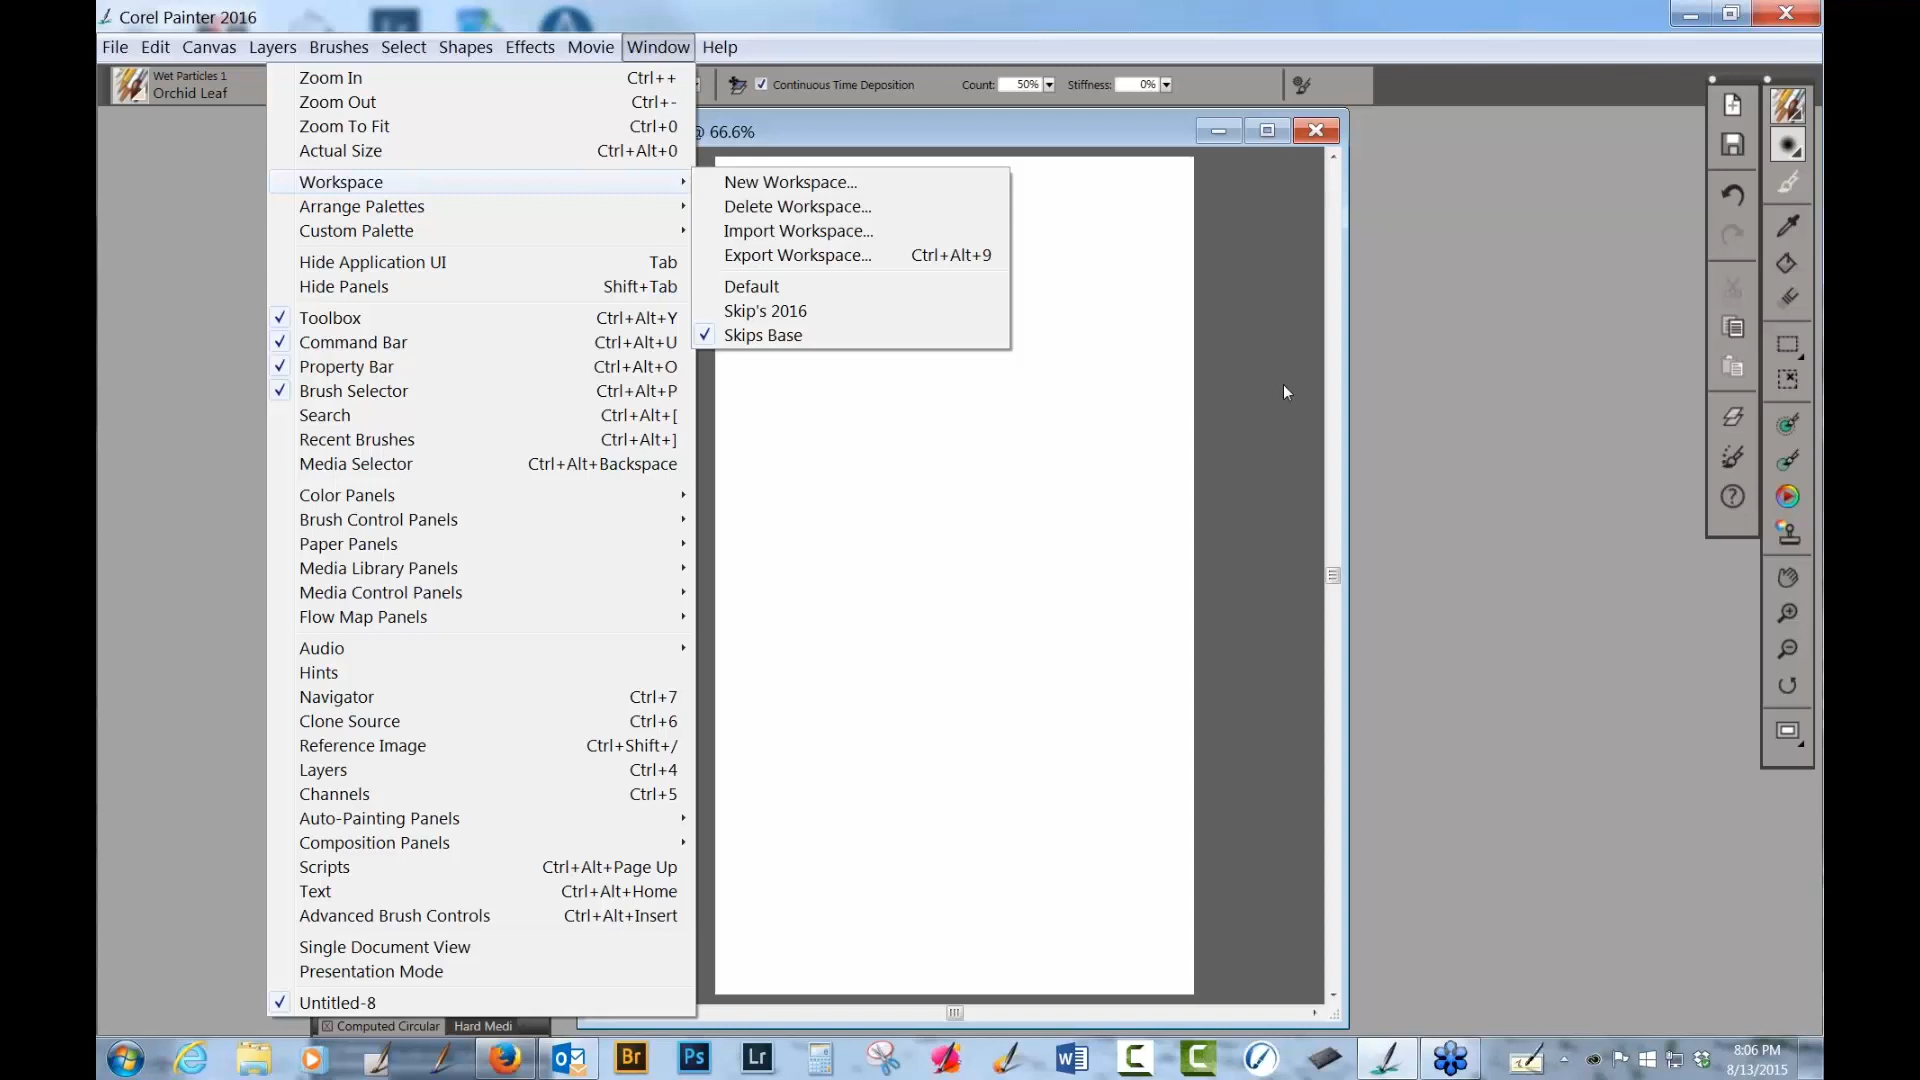 Corel Painter 2016
File Edit Canvas Layers Brushes Select Shapes Effects Movie Window Help
Wet Particles 1
Orchid Leaf
Continuous Time Deposition Count: 50% Stiffness: 0%
@ 66.6%
Zoom In Ctrl++
Zoom Out Ctrl+-
Zoom To Fit Ctrl+0
Actual Size Ctrl+Alt+0
Workspace
Arrange Palettes
Custom Palette
Hide Application UI Tab
Hide Panels Shift+Tab
Toolbox Ctrl+Alt+Y
Command Bar Ctrl+Alt+U
Property Bar Ctrl+Alt+O
Brush Selector Ctrl+Alt+P
Search Ctrl+Alt+[
Recent Brushes Ctrl+Alt+]
Media Selector Ctrl+Alt+Backspace
Color Panels
Brush Control Panels
Paper Panels
Media Library Panels
Media Control Panels
Flow Map Panels
Audio
Hints
Navigator Ctrl+7
Clone Source Ctrl+6
Reference Image Ctrl+Shift+/
Layers Ctrl+4
Channels Ctrl+5
Auto-Painting Panels
Composition Panels
Scripts Ctrl+Alt+Page Up
Text Ctrl+Alt+Home
Advanced Brush Controls Ctrl+Alt+Insert
Single Document View
Presentation Mode
Untitled-8
New Workspace...
Delete Workspace...
Import Workspace...
Export Workspace... Ctrl+Alt+9
Default
Skip's 2016
Skips Base
Computed Circular Hard Medi
Br Ps Lr
8:06 PM
8/13/2015